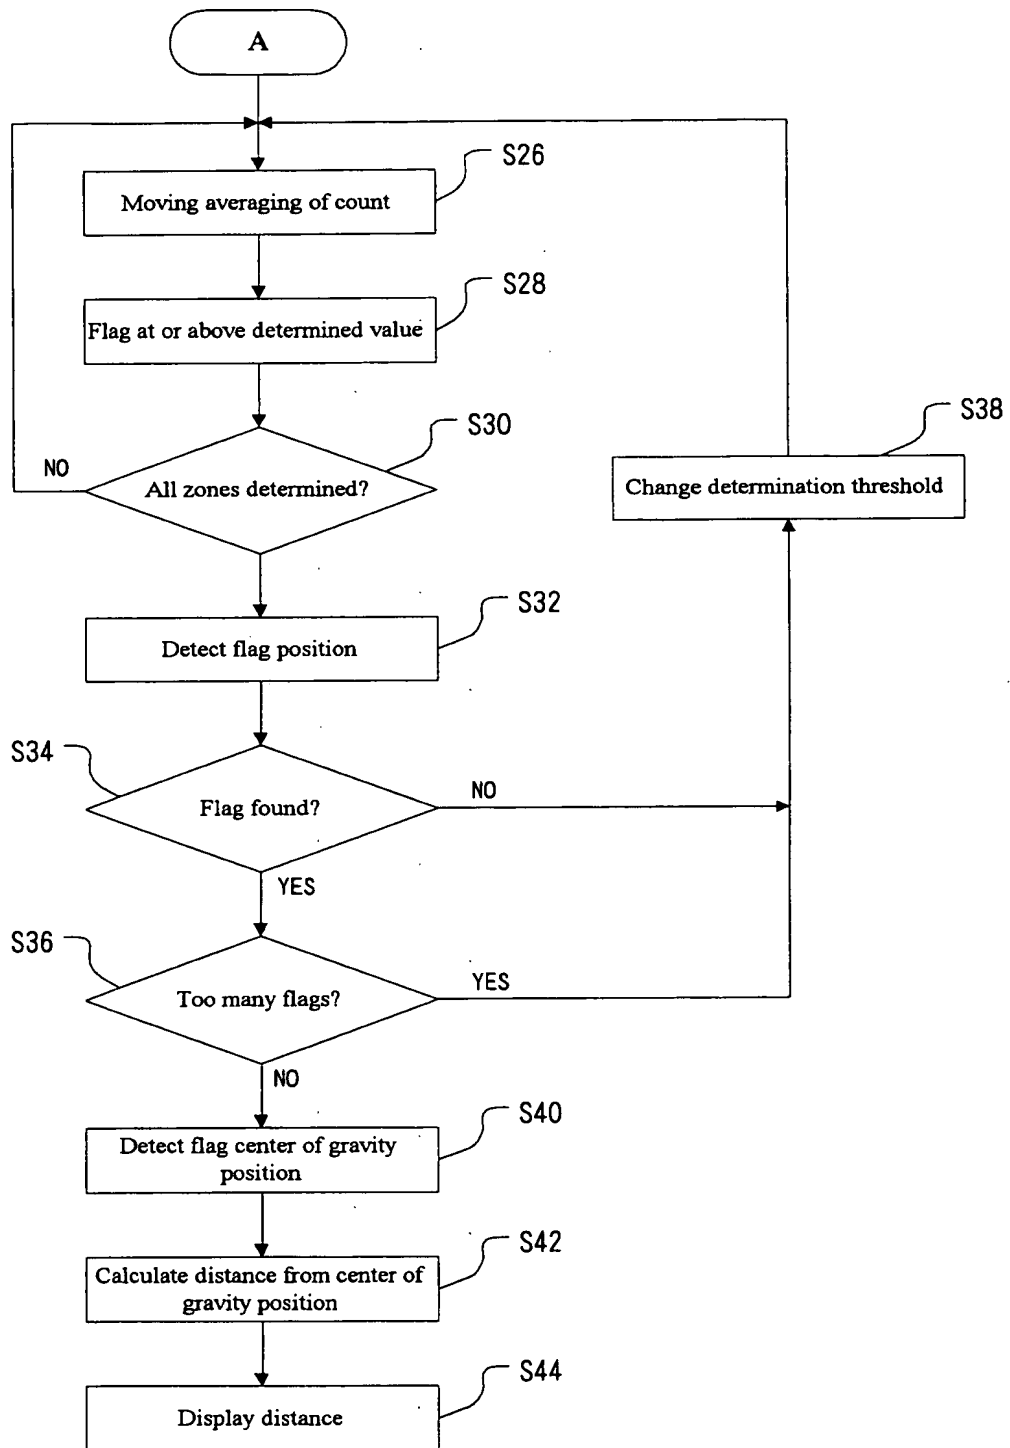 A
S26
Moving averaging of count
S28
Flag at or above determined value
S30
NO
All zones determined?
S38
Change determination threshold
S32
Detect flag position
S34
Flag found?
NO
YES
S36
Too many flags?
YES
NO
S40
Detect flag center of gravity
position
S42
Calculate distance from center of
gravity position
S44
Display distance